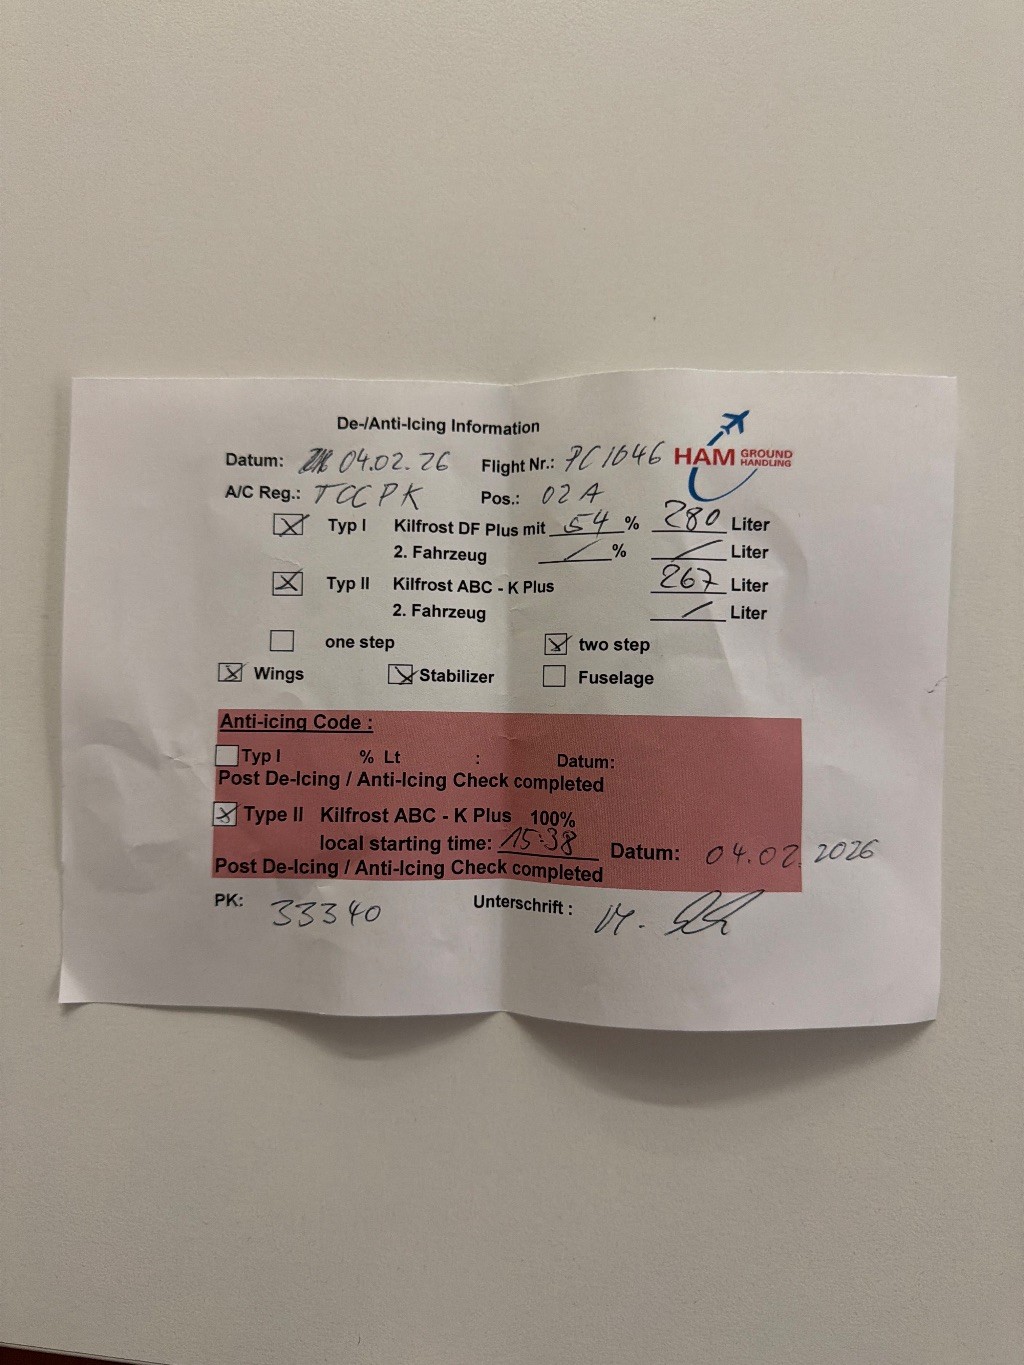 De-/Anti-Icing Information
Datum: 04.02.26 Flight Nr.: PC1646 HAM GROUND HANDLING
A/C Reg.: TCCPK Pos.: 02A
Typ I Kilfrost DF Plus mit 54 % 280 Liter
2. Fahrzeug / % / Liter
Typ II Kilfrost ABC - K Plus 267 Liter
2. Fahrzeug / Liter
one step two step
Wings Stabilizer Fuselage
Anti-icing Code :
Typ I % Lt : Datum:
Post De-Icing / Anti-Icing Check completed
Type II Kilfrost ABC - K Plus 100%
local starting time: 15:38 Datum: 04.02.2026
Post De-Icing / Anti-Icing Check completed
PK: 33340 Unterschrift :